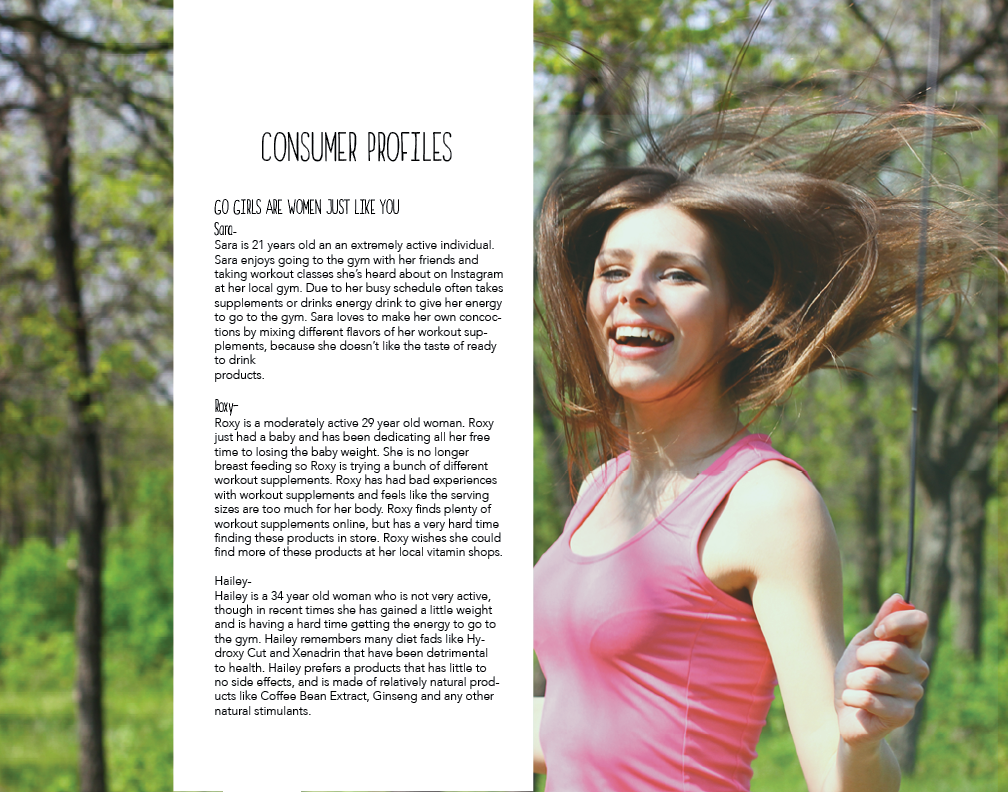 CONSUMER PROFILES
GO GIRLS ARE WOMEN JUST LIKE YOU
Sara-
Sara is 21 years old an an extremely active individual.
Sara enjoys going to the gym with her friends and
taking workout classes she's heard about on Instagram
at her local gym. Due to her busy schedule often takes
supplements or drinks energy drink to give her energy
to go to the gym. Sara loves to make her own concoc-
tions by mixing different flavors of her workout sup-
plements, because she doesn't like the taste of ready
to drink
products.
Roxy-
Roxy is a moderately active 29 year old woman. Roxy
just had a baby and has been dedicating all her free
time to losing the baby weight. She is no longer
breast feeding so Roxy is trying a bunch of different
workout supplements. Roxy has had bad experiences
with workout supplements and feels like the serving
sizes are too much for her body. Roxy finds plenty of
workout supplements online, but has a very hard time
finding these products in store. Roxy wishes she could
find more of these products at her local vitamin shops.
Hailey-
Hailey is a 34 year old woman who is not very active,
though in recent times she has gained a little weight
and is having a hard time getting the energy to go to
the gym. Hailey remembers many diet fads like Hy-
droxy Cut and Xenadrin that have been detrimental
to health. Hailey prefers a products that has little to
no side effects, and is made of relatively natural prod-
ucts like Coffee Bean Extract, Ginseng and any other
natural stimulants.